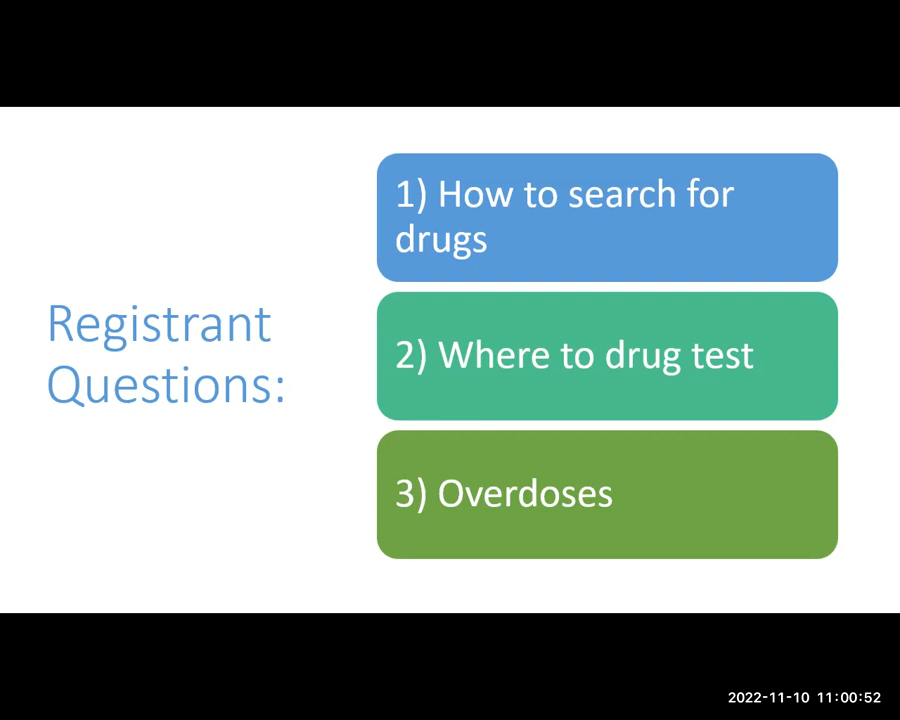 Registrant
Questions:
1) How to search for
drugs
2) Where to drug test
3) Overdoses
2022-11-10 11:00:52